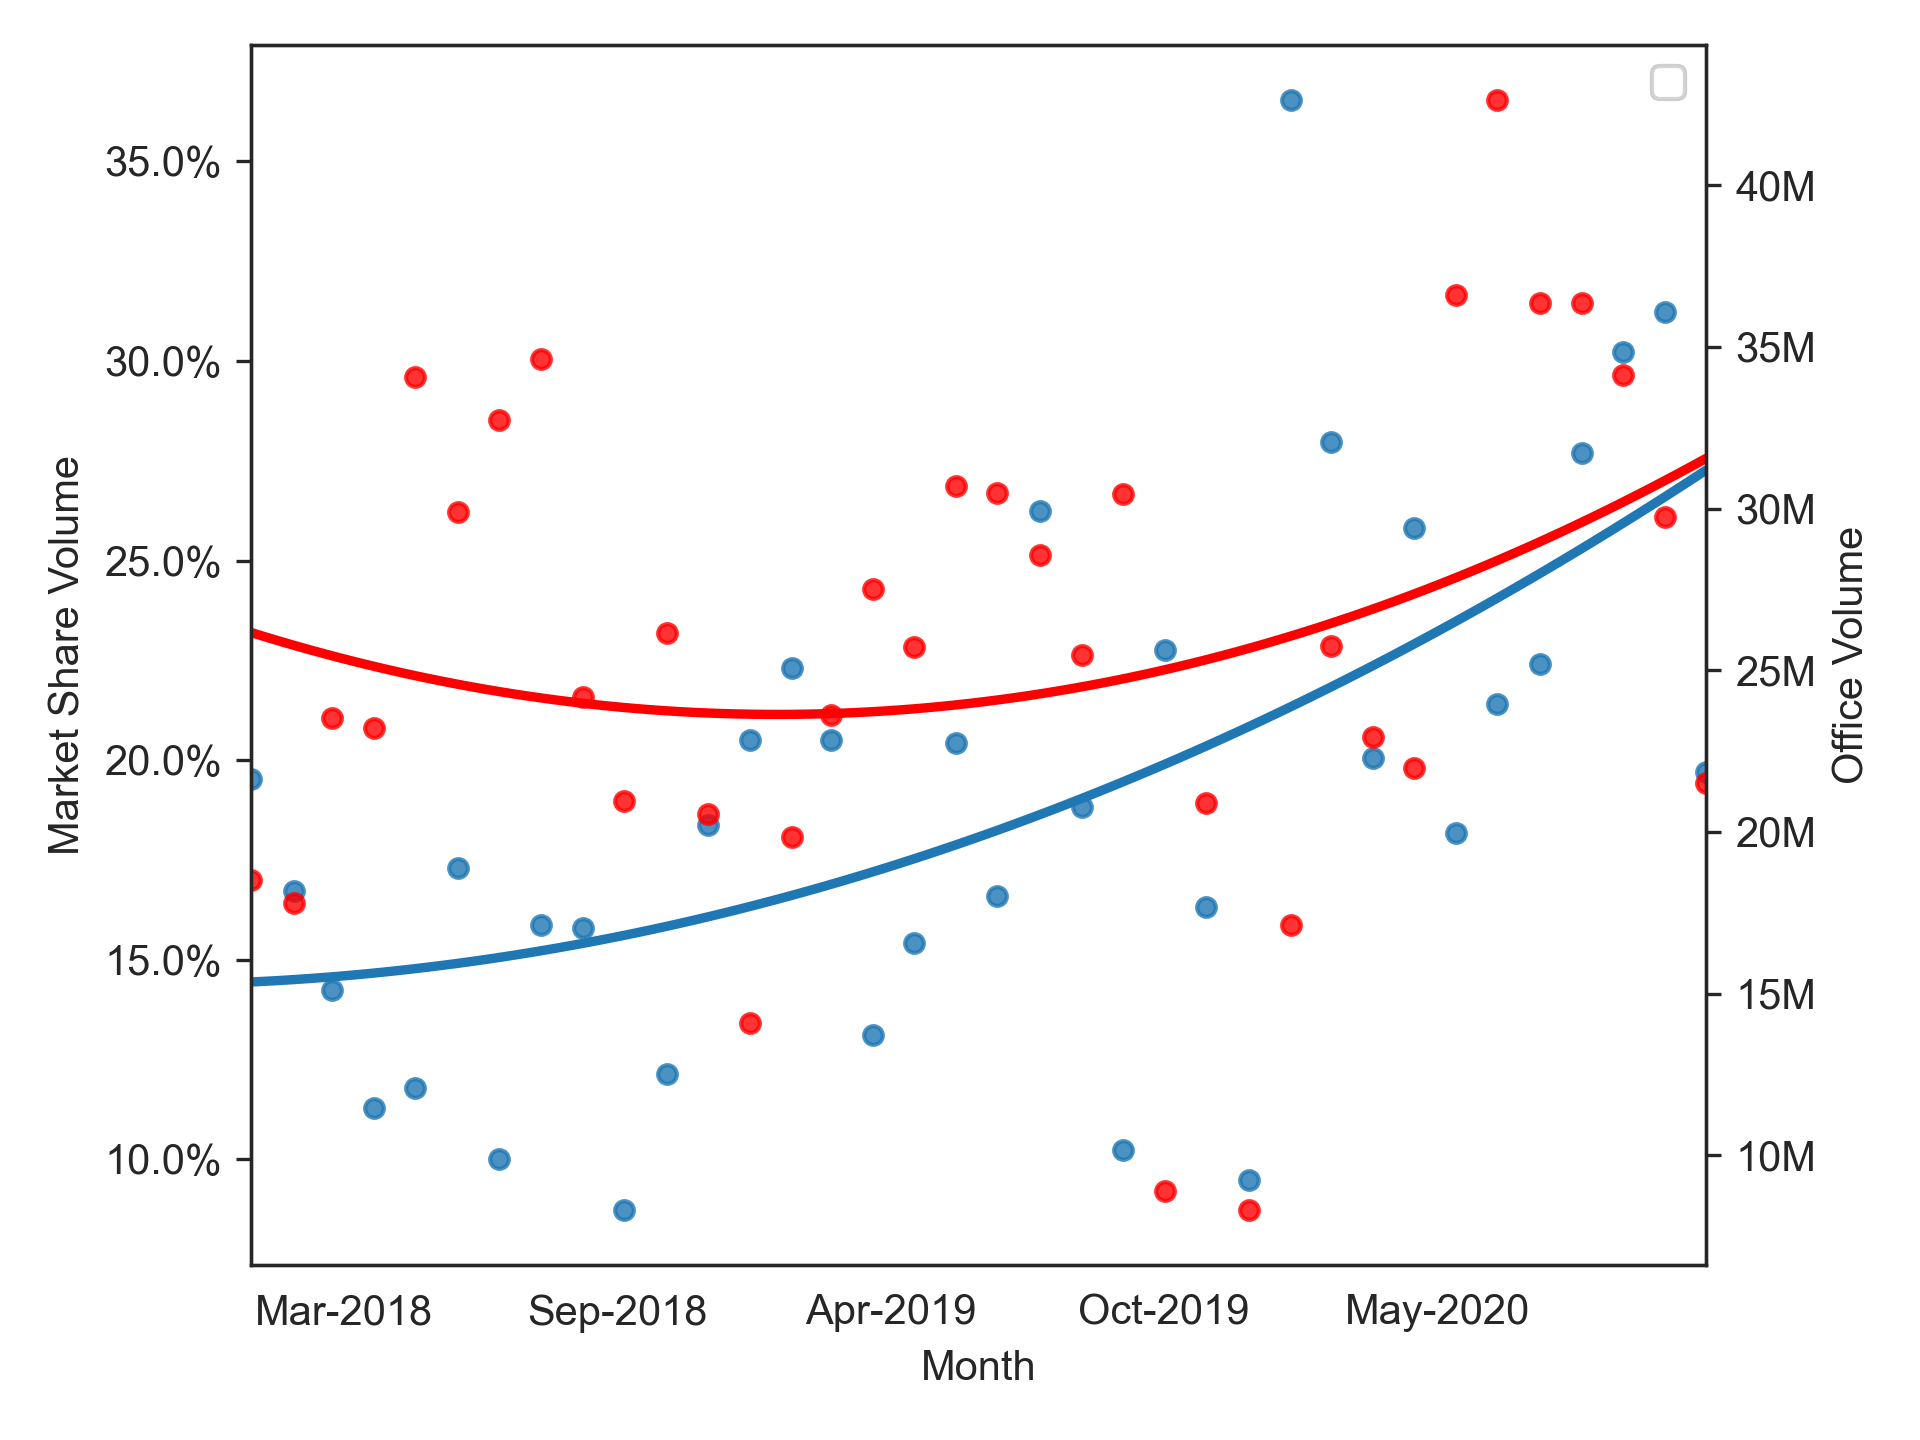 Market Share Volume
35.0%
30.0%
25.0%
20.0%
15.0%
10.0%
40M
35M
30M
25M
20M
15M
10M
Office Volume
Mar-2018
Sep-2018
Apr-2019
Oct-2019
May-2020
Month